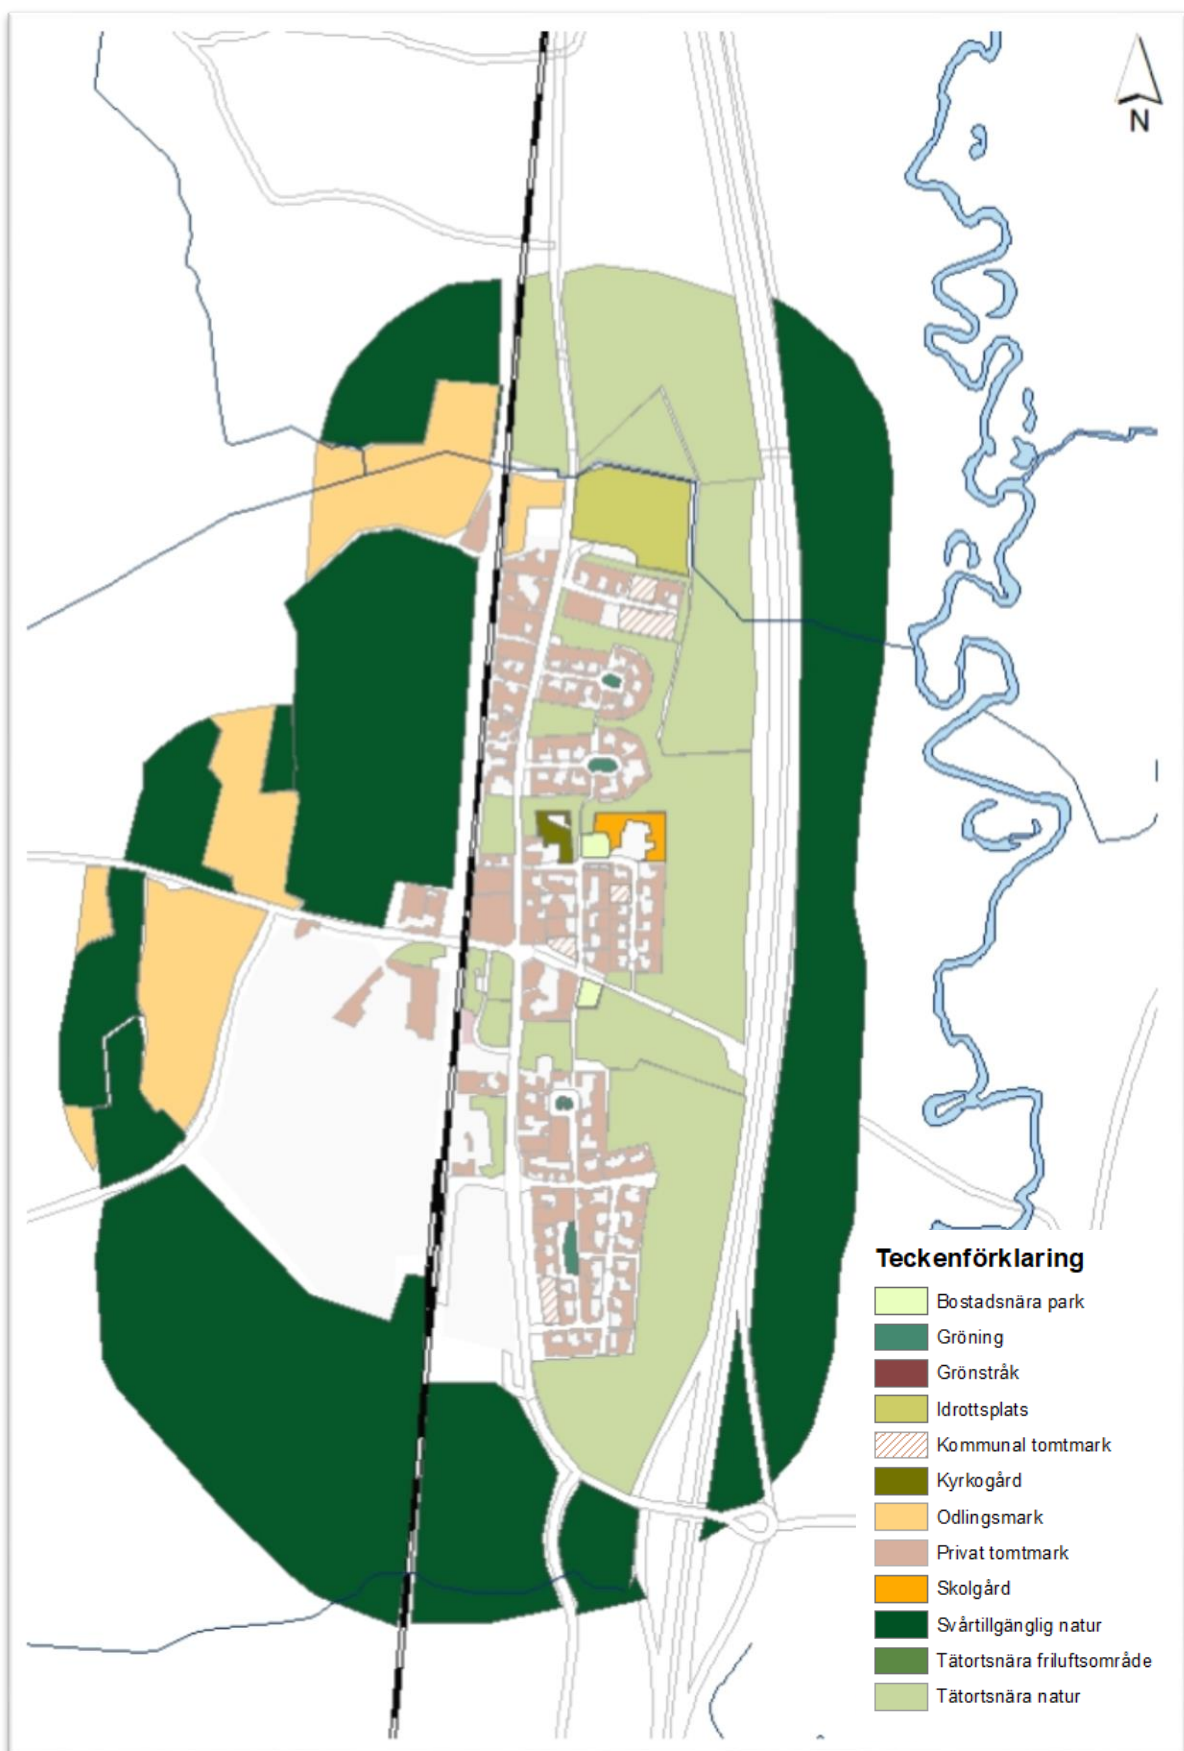 N
Teckenförklaring
Bostadsnära park
Gröning
Grönstråk
Idrottsplats
Kommunal tomtmark
Kyrkogård
Odlingsmark
Privat tomtmark
Skolgård
Svårtillgänglig natur
Tätortsnära friluftsområde
Tätortsnära natur